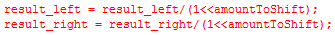 result_left = result_left/(1<<amountToShift);
result_right = result_right/(1<<amountToShift);